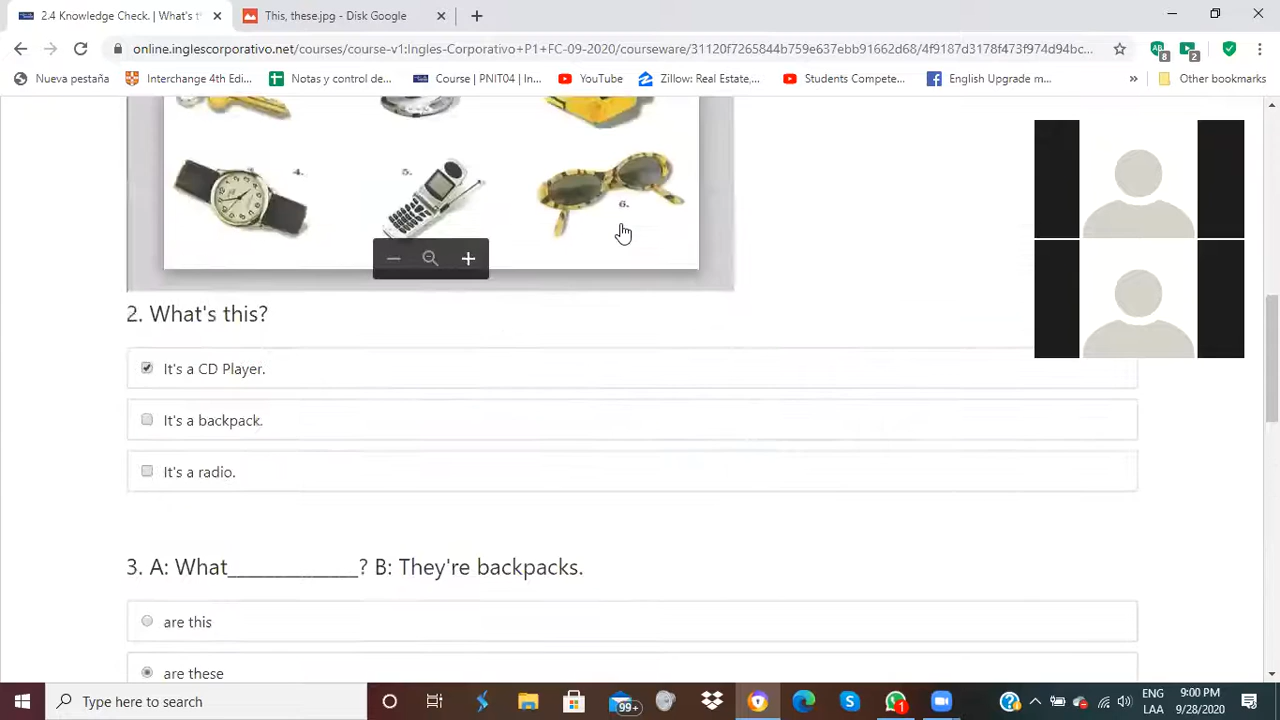 2.4 Knowledge Check. | What's t
This, these.jpg - Disk Google
online.inglescorporativo.net/courses/course-v1:Ingles-Corporativo+P1+FC-09-2020/courseware/31120f7265844b759e637ebb91662d68/4f9187d3178f473f974d94bc...
8
2
Nueva pestaña
Interchange 4th Edi...
Notas y control de...
Course | PNIT04 | In...
YouTube
Zillow: Real Estate,...
Students Compete...
English Upgrade m...
Other bookmarks
4.
5.
6.
2. What's this?
It's a CD Player.
It's a backpack.
It's a radio.
3. A: What_____________? B: They're backpacks.
are this
are these
Type here to search
99+
1
ENG
LAA
9:00 PM
9/28/2020